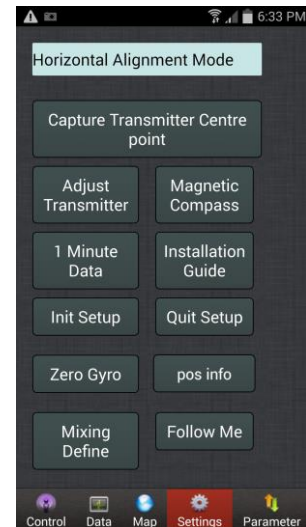 6:33 PM
Horizontal Alignment Mode
Capture Transmitter Centre
point
Adjust
Transmitter
Magnetic
Compass
1 Minute
Data
Installation
Guide
Init Setup
Quit Setup
Zero Gyro
pos info
Mixing
Define
Follow Me
Control
Data
Map
Settings
Parameter